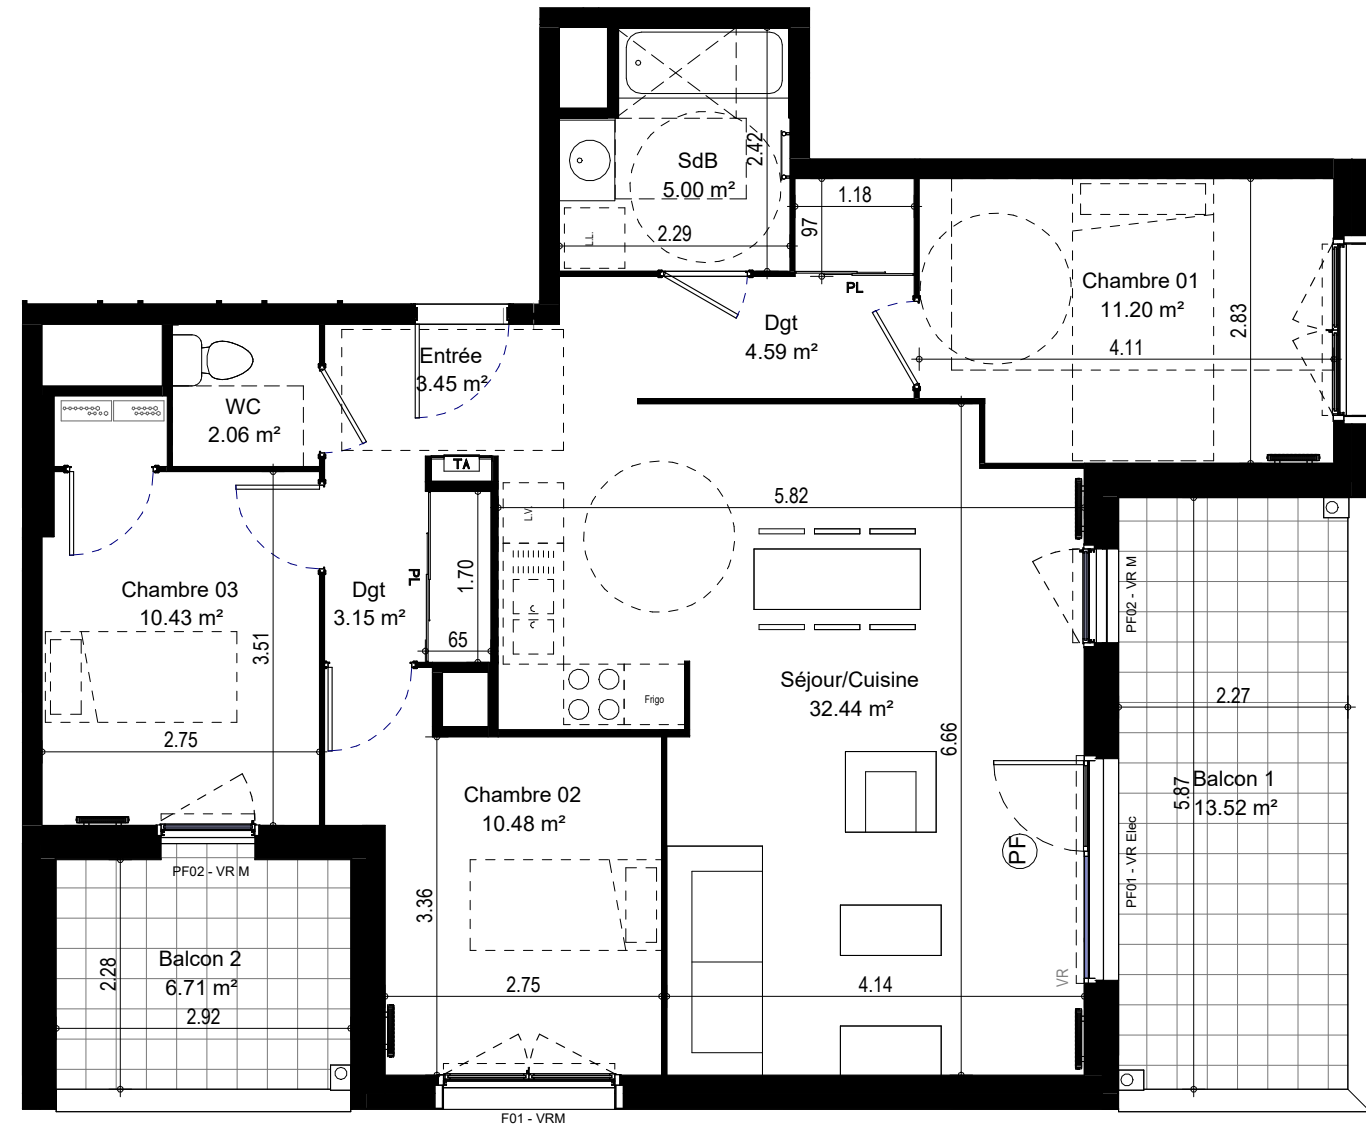 SdB
5.00 m²
2.42
2.29
LL.
1.18
97
PL
Chambre 01
11.20 m²
2.83
4.11
Dgt
4.59 m²
Entrée
3.45 m²
WC
2.06 m²
TA
5.82
LV.
Chambre 03
10.43 m²
3.51
2.75
PL
Dgt
3.15 m²
1.70
65
Frigo
Séjour/Cuisine
32.44 m²
6.66
PF02 - VR M
2.27
Balcon 1
13.52 m²
5.87
PF01 - VR Elec
PF
VR
Chambre 02
10.48 m²
3.36
2.75
4.14
PF02 - VR M
Balcon 2
6.71 m²
2.28
2.92
F01 - VRM